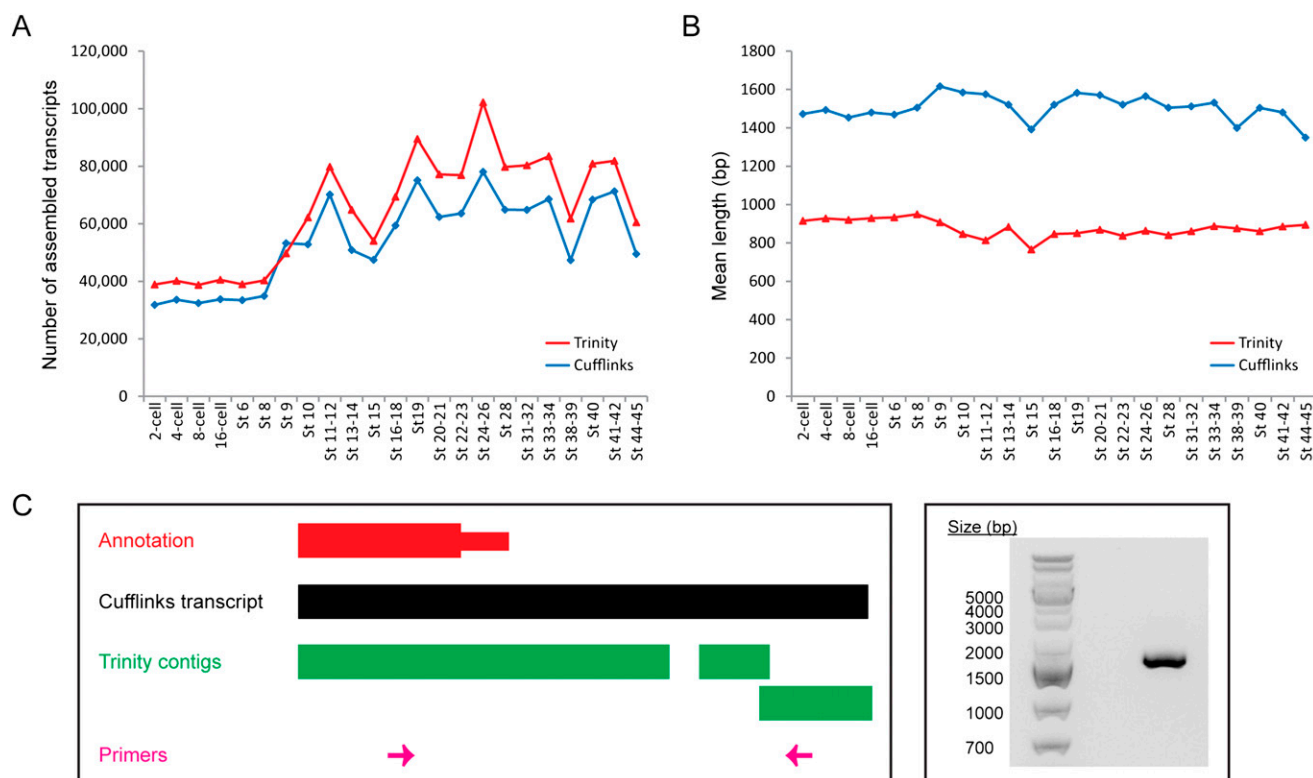 A
Number of assembled transcripts
120,000
100,000
80,000
60,000
40,000
20,000
0
Trinity
Cufflinks
2-cell
4-cell
8-cell
16-cell
St 6
St 8
St 9
St 10
St 11-12
St 13-14
St 15
St 16-18
St19
St 20-21
St 22-23
St 24-26
St 28
St 31-32
St 33-34
St 38-39
St 40
St 41-42
St 44-45
B
Mean length (bp)
1800
1600
1400
1200
1000
800
600
400
200
0
Trinity
Cufflinks
2-cell
4-cell
8-cell
16-cell
St 6
St 8
St 9
St 10
St 11-12
St 13-14
St 15
St 16-18
St19
St 20-21
St 22-23
St 24-26
St 28
St 31-32
St 33-34
St 38-39
St 40
St 41-42
St 44-45
C
Annotation
Cufflinks transcript
Trinity contigs
Primers
Size (bp)
5000
4000
3000
2000
1500
1000
700